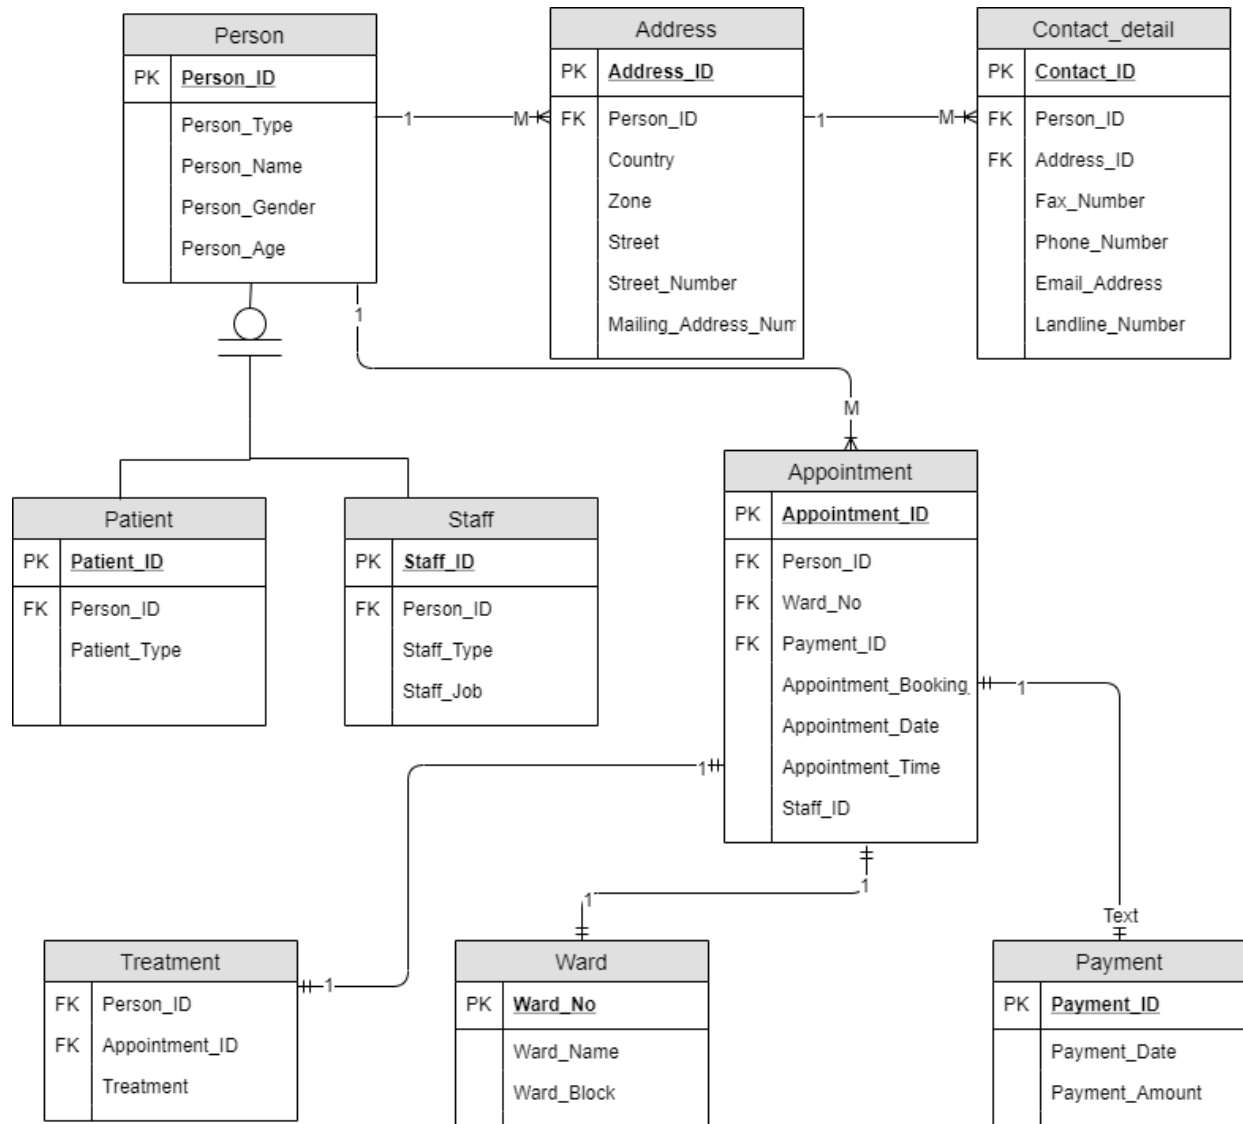 Person
PK Person_ID
Person_Type
Person_Name
Person_Gender
Person_Age
1 M
Address
PK Address_ID
FK Person_ID
Country
Zone
Street
Street_Number
Mailing_Address_Num
1 M
Contact_detail
PK Contact_ID
FK Person_ID
FK Address_ID
Fax_Number
Phone_Number
Email_Address
Landline_Number
1
M
Patient
PK Patient_ID
FK Person_ID
Patient_Type
Staff
PK Staff_ID
FK Person_ID
Staff_Type
Staff_Job
Appointment
PK Appointment_ID
FK Person_ID
FK Ward_No
FK Payment_ID
Appointment_Booking_
Appointment_Date
Appointment_Time
Staff_ID
1
1
1
1
1
Text
Treatment
FK Person_ID
FK Appointment_ID
Treatment
Ward
PK Ward_No
Ward_Name
Ward_Block
Payment
PK Payment_ID
Payment_Date
Payment_Amount